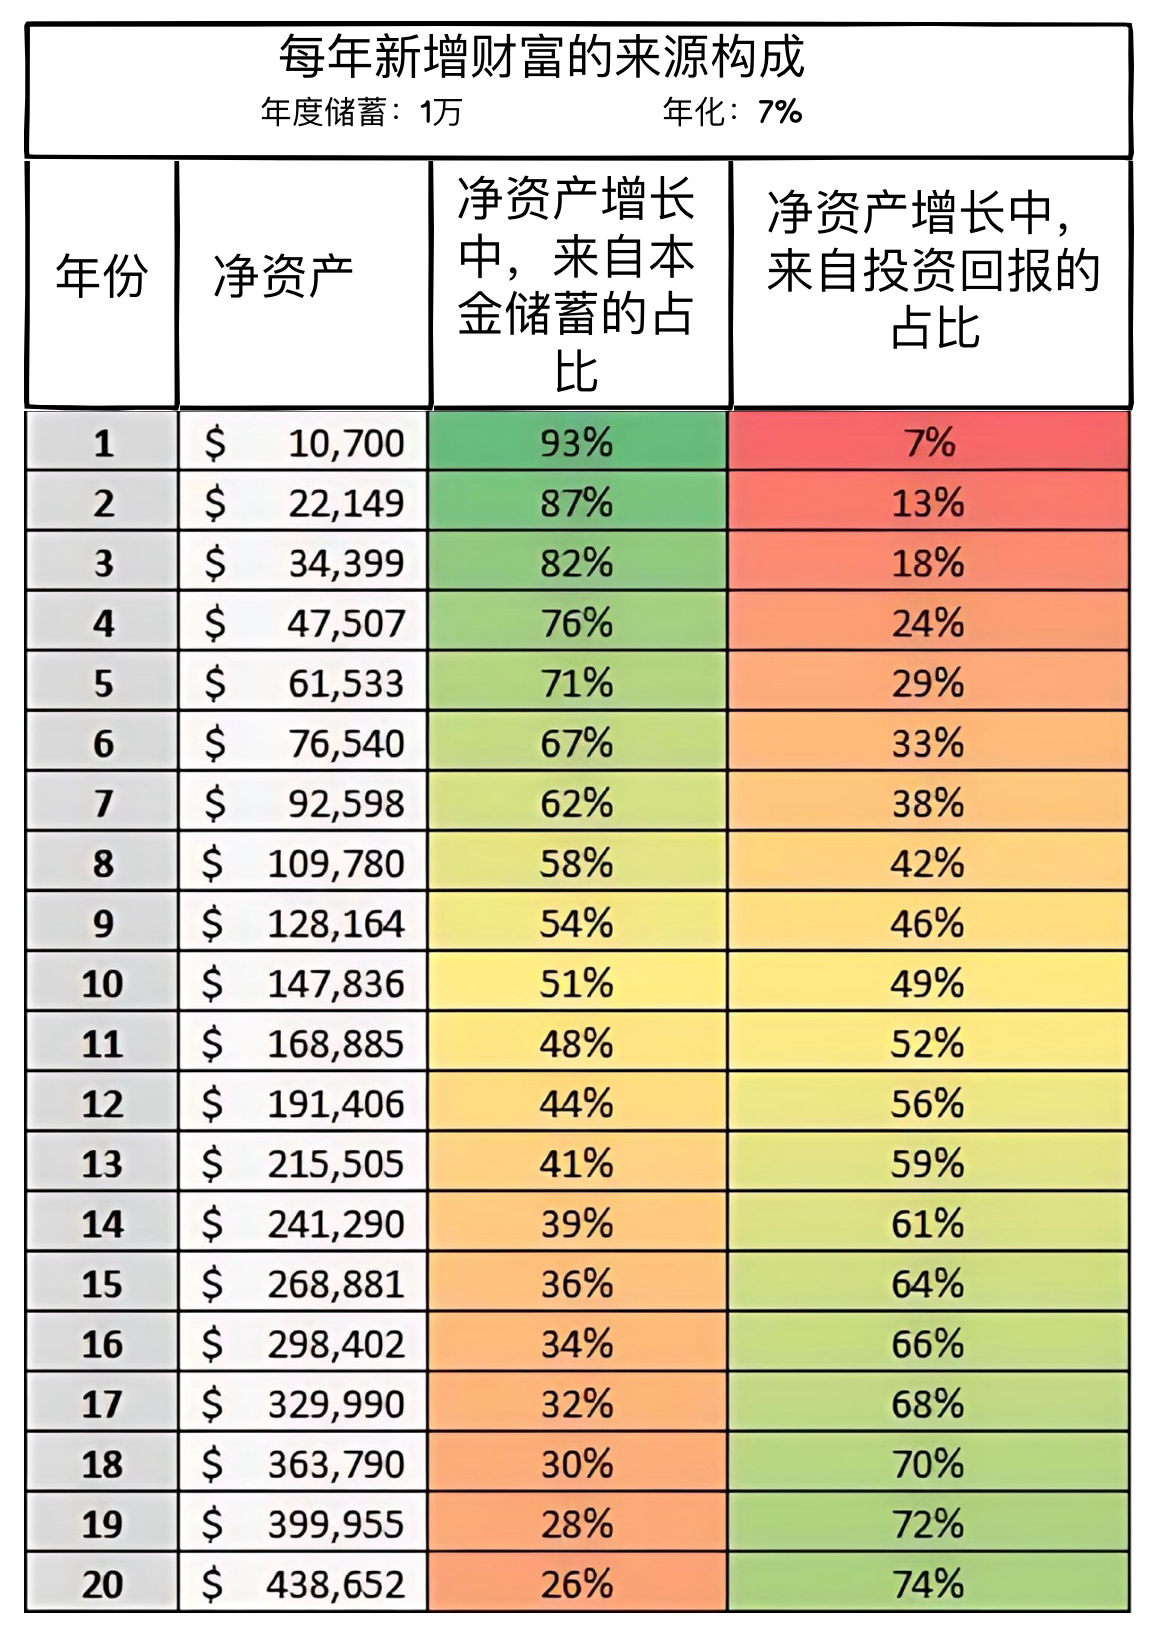 每年新增财富的来源构成
年度储蓄：1万 年化：7%
年份 净资产 净资产增长中，来自本金储蓄的占比 净资产增长中，来自投资回报的占比
1 $ 10,700 93% 7%
2 $ 22,149 87% 13%
3 $ 34,399 82% 18%
4 $ 47,507 76% 24%
5 $ 61,533 71% 29%
6 $ 76,540 67% 33%
7 $ 92,598 62% 38%
8 $ 109,780 58% 42%
9 $ 128,164 54% 46%
10 $ 147,836 51% 49%
11 $ 168,885 48% 52%
12 $ 191,406 44% 56%
13 $ 215,505 41% 59%
14 $ 241,290 39% 61%
15 $ 268,881 36% 64%
16 $ 298,402 34% 66%
17 $ 329,990 32% 68%
18 $ 363,790 30% 70%
19 $ 399,955 28% 72%
20 $ 438,652 26% 74%